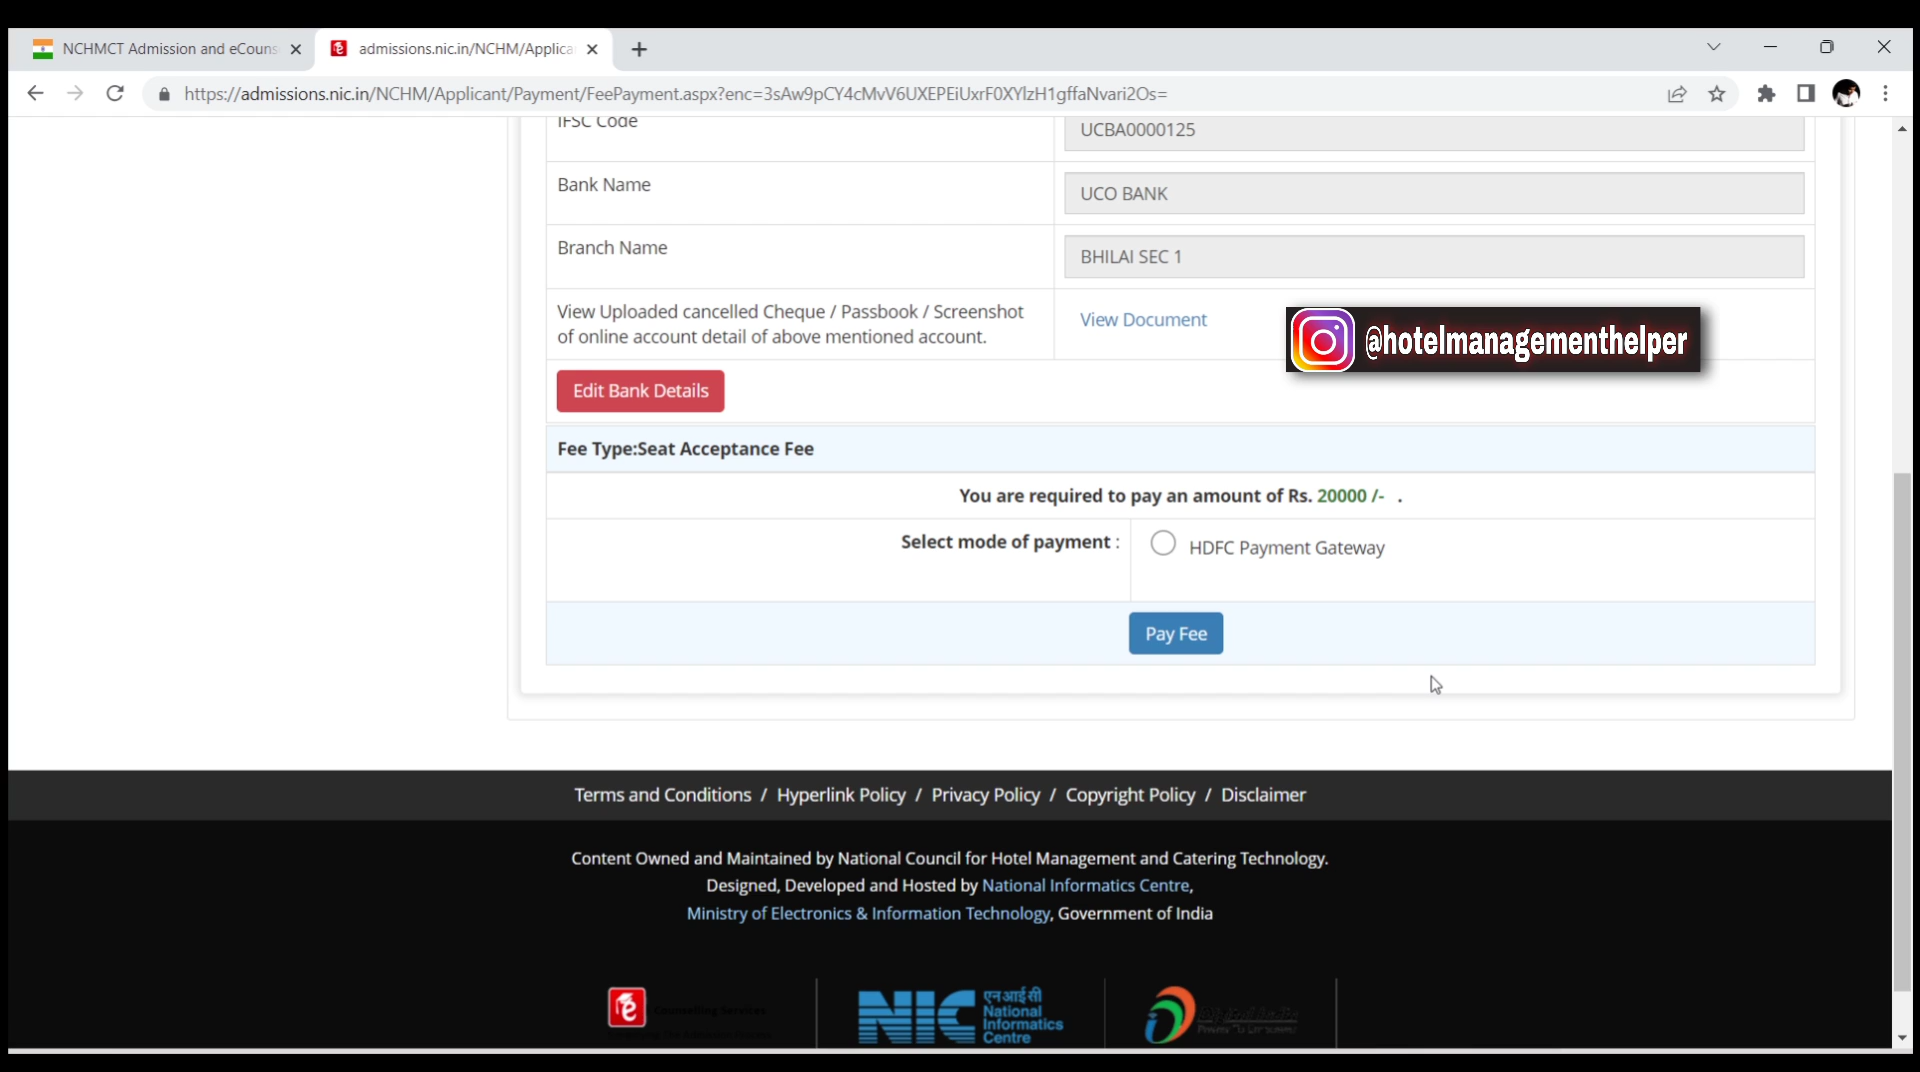 NCHMCT Admission and eCouns
admissions.nic.in/NCHM/Applica
https://admissions.nic.in/NCHM/Applicant/Payment/FeePayment.aspx?enc=3sAw9pCY4cMvV6UXEPEiUxrF0XYlzH1gffaNvari2Os=
IFSC Code
UCBA0000125
Bank Name
UCO BANK
Branch Name
BHILAI SEC 1
View Uploaded cancelled Cheque / Passbook / Screenshot
of online account detail of above mentioned account.
View Document
@hotelmanagementhelper
Edit Bank Details
Fee Type:Seat Acceptance Fee
You are required to pay an amount of Rs. 20000 /- .
Select mode of payment :
HDFC Payment Gateway
Pay Fee
Terms and Conditions / Hyperlink Policy / Privacy Policy / Copyright Policy / Disclaimer
Content Owned and Maintained by National Council for Hotel Management and Catering Technology.
Designed, Developed and Hosted by National Informatics Centre,
Ministry of Electronics & Information Technology, Government of India
NIC
एन आई सी
National
Informatics
Centre